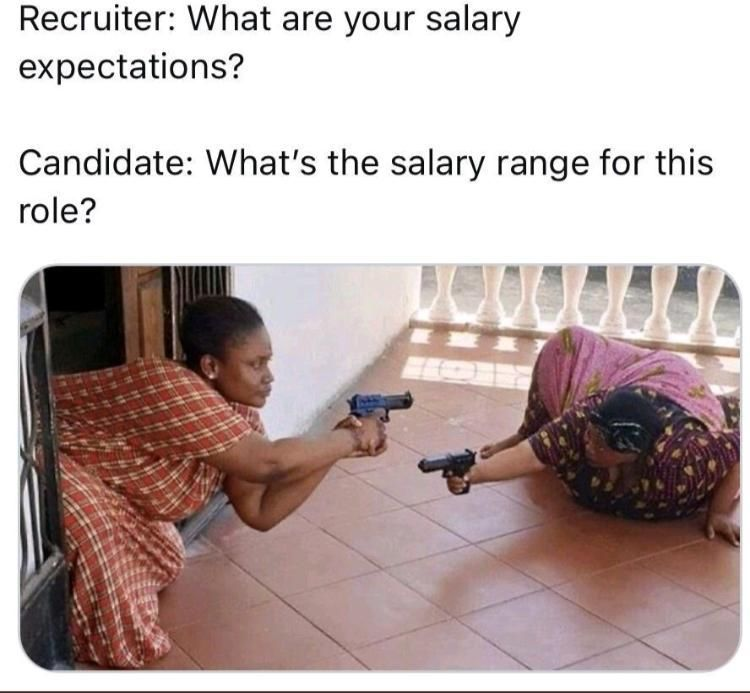 Recruiter: What are your salary
expectations?
Candidate: What's the salary range for this
role?